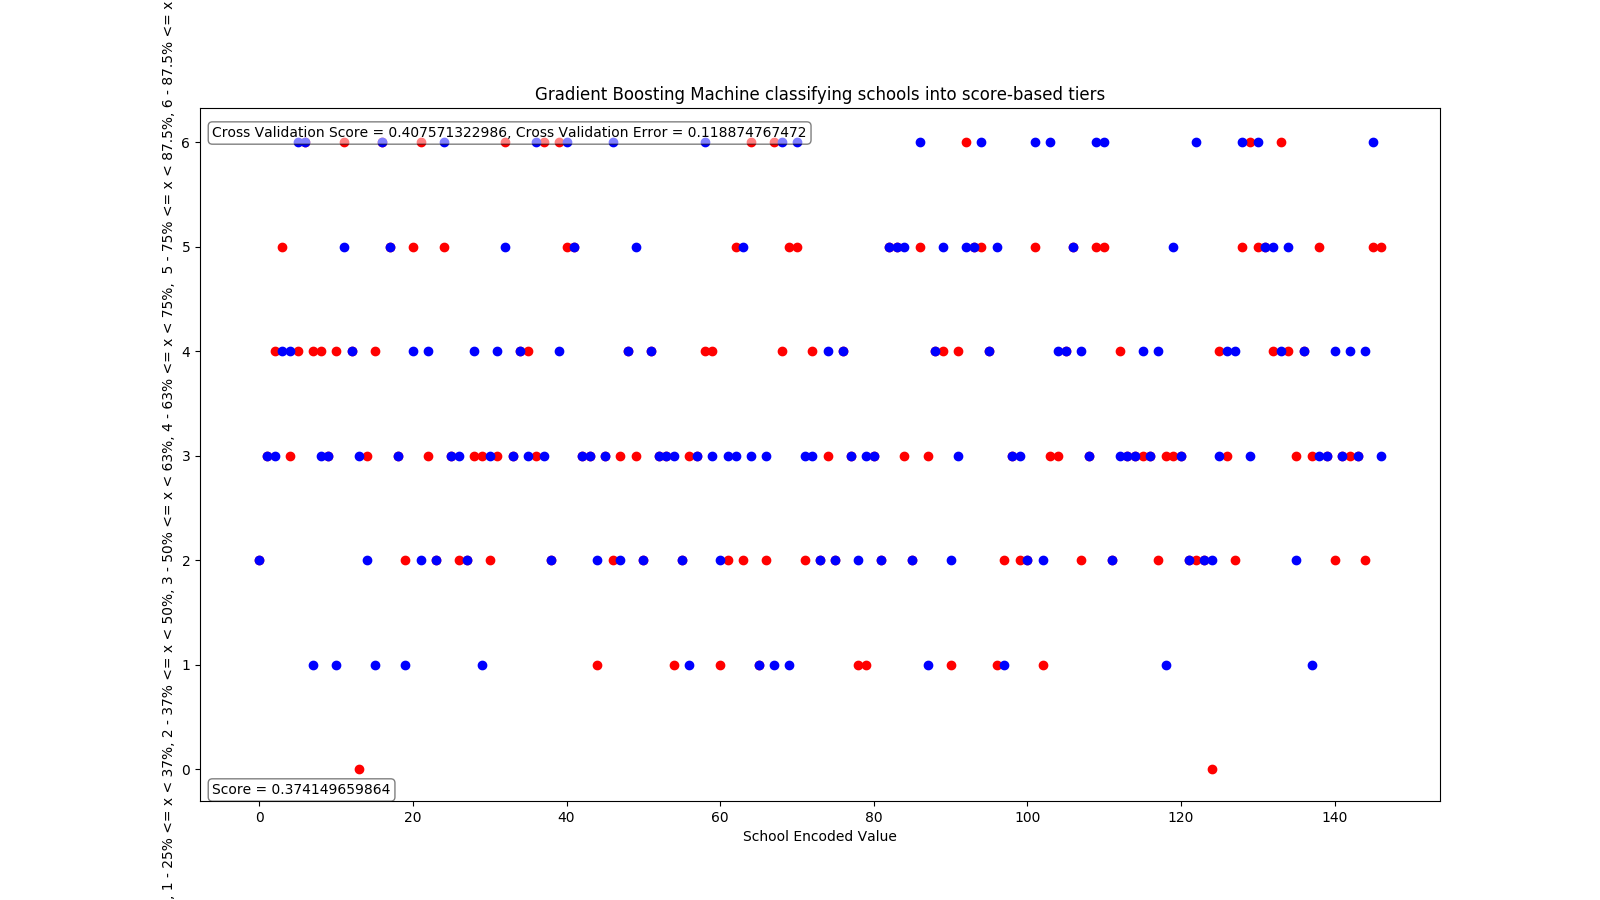 Gradient Boosting Machine classifying schools into score-based tiers
Cross Validation Score = 0.407571322986, Cross Validation Error = 0.118874767472
6
5
4
3
2
1
0
, 1 - 25% <= x < 37%, 2 - 37% <= x < 50%, 3 - 50% <= x < 63%, 4 - 63% <= x < 75%, 5 - 75% <= x < 87.5%, 6 - 87.5% <= x
Score = 0.374149659864
0 20 40 60 80 100 120 140
School Encoded Value